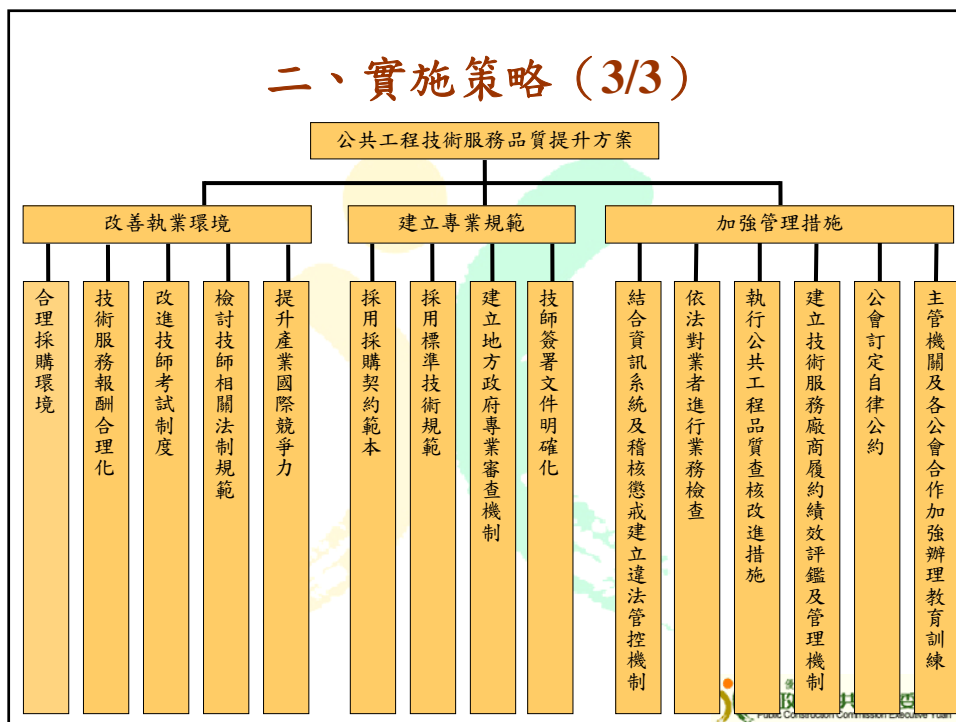 二、實施策略（3/3）
公共工程技術服務品質提升方案
改善執業環境
建立專業規範
加強管理措施
合理採購環境
技術服務報酬合理化
改進技師考試制度
檢討技師相關法制規範
提升產業國際競爭力
採用採購契約範本
採用標準技術規範
建立地方政府專業審查機制
技師簽署文件明確化
結合資訊系統及稽核懲戒建立違法管控機制
依法對業者進行業務檢查
執行公共工程品質查核改進措施
建立技術服務廠商履約績效評鑑及管理機制
公會訂定自律公約
主管機關及各公會合作加強辦理教育訓練
Public Construction Commission Executive Yuan